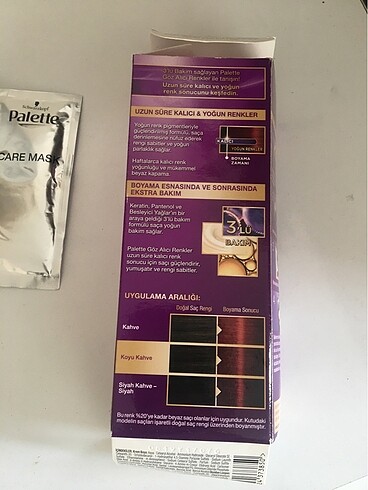 Schwarzkopf
Palette
CARE MASK
3'lü Bakım sağlayan Palette
Göz Alıcı Renkler ile tanışın!
Uzun süre kalıcı ve yoğun
renk sonucunu keşfedin.
UZUN SÜRE KALICI & YOĞUN RENKLER
Yoğun renk pigmentleriyle
güçlendirilmiş formülü, saça
derinlemesine nüfuz ederek
rengi sabitler ve yoğun
parlaklık sağlar.
Haftalarca kalıcı renk
yoğunluğu ve mükemmel
beyaz kapama.
KALICI
YOĞUN RENKLER
BOYAMA
ZAMANI
BOYAMA ESNASINDA VE SONRASINDA
EKSTRA BAKIM
Keratin, Pantenol ve
Besleyici Yağlar'ın bir
araya geldiği 3'lü bakım
formülü saça yoğun
bakım sağlar.
3'LÜ
BAKIM
Palette Göz Alıcı Renkler
uzun süre kalıcı renk
sonucu için saçı güçlendirir,
yumuşatır ve rengi sabitler.
UYGULAMA ARALIĞI:
Doğal Saç Rengi
Boyama Sonucu
Kahve
Koyu Kahve
Siyah Kahve –
Siyah
Bu renk %20'ye kadar beyaz saçı olanlar için uygundur. Kutudaki
modelin saçları işaretli doğal saç rengi üzerinden boyanmıştır.